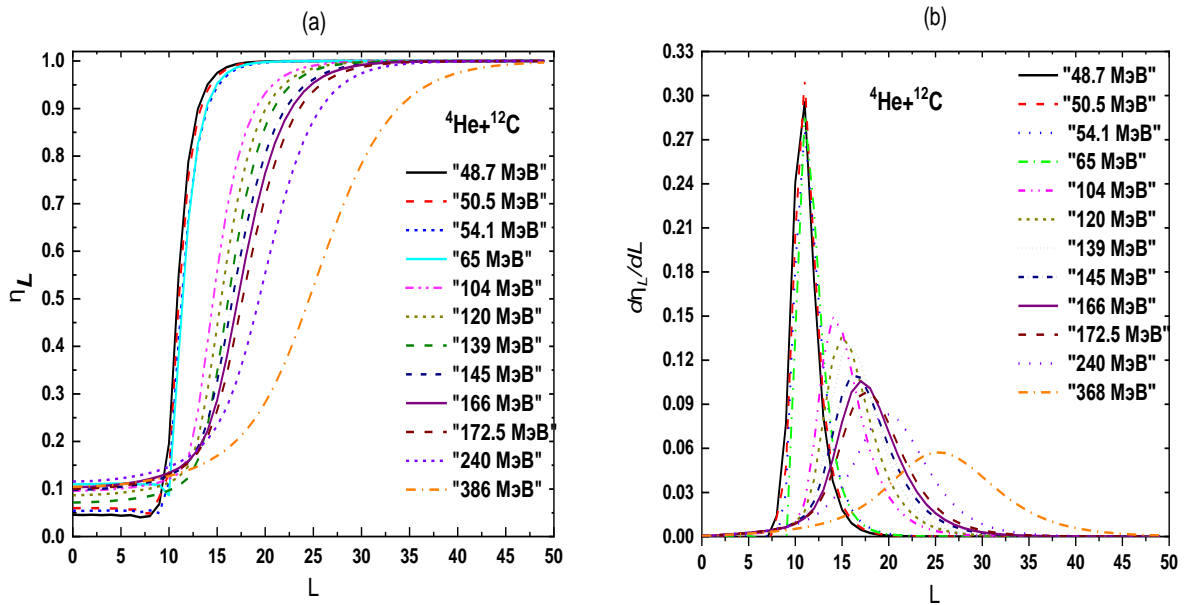 (a)
η_L
1.0
0.9
0.8
0.7
0.6
0.5
0.4
0.3
0.2
0.1
0.0
⁴He+¹²C
"48.7 МэВ"
"50.5 МэВ"
"54.1 МэВ"
"65 МэВ"
"104 МэВ"
"120 МэВ"
"139 МэВ"
"145 МэВ"
"166 МэВ"
"172.5 МэВ"
"240 МэВ"
"386 МэВ"
0 5 10 15 20 25 30 35 40 45 50
L
(b)
dη_L/dL
0.33
0.30
0.27
0.24
0.21
0.18
0.15
0.12
0.09
0.06
0.03
0.00
⁴He+¹²C
"48.7 МэВ"
"50.5 МэВ"
"54.1 МэВ"
"65 МэВ"
"104 МэВ"
"120 МэВ"
"139 МэВ"
"145 МэВ"
"166 МэВ"
"172.5 МэВ"
"240 МэВ"
"368 МэВ"
0 5 10 15 20 25 30 35 40 45 50
L